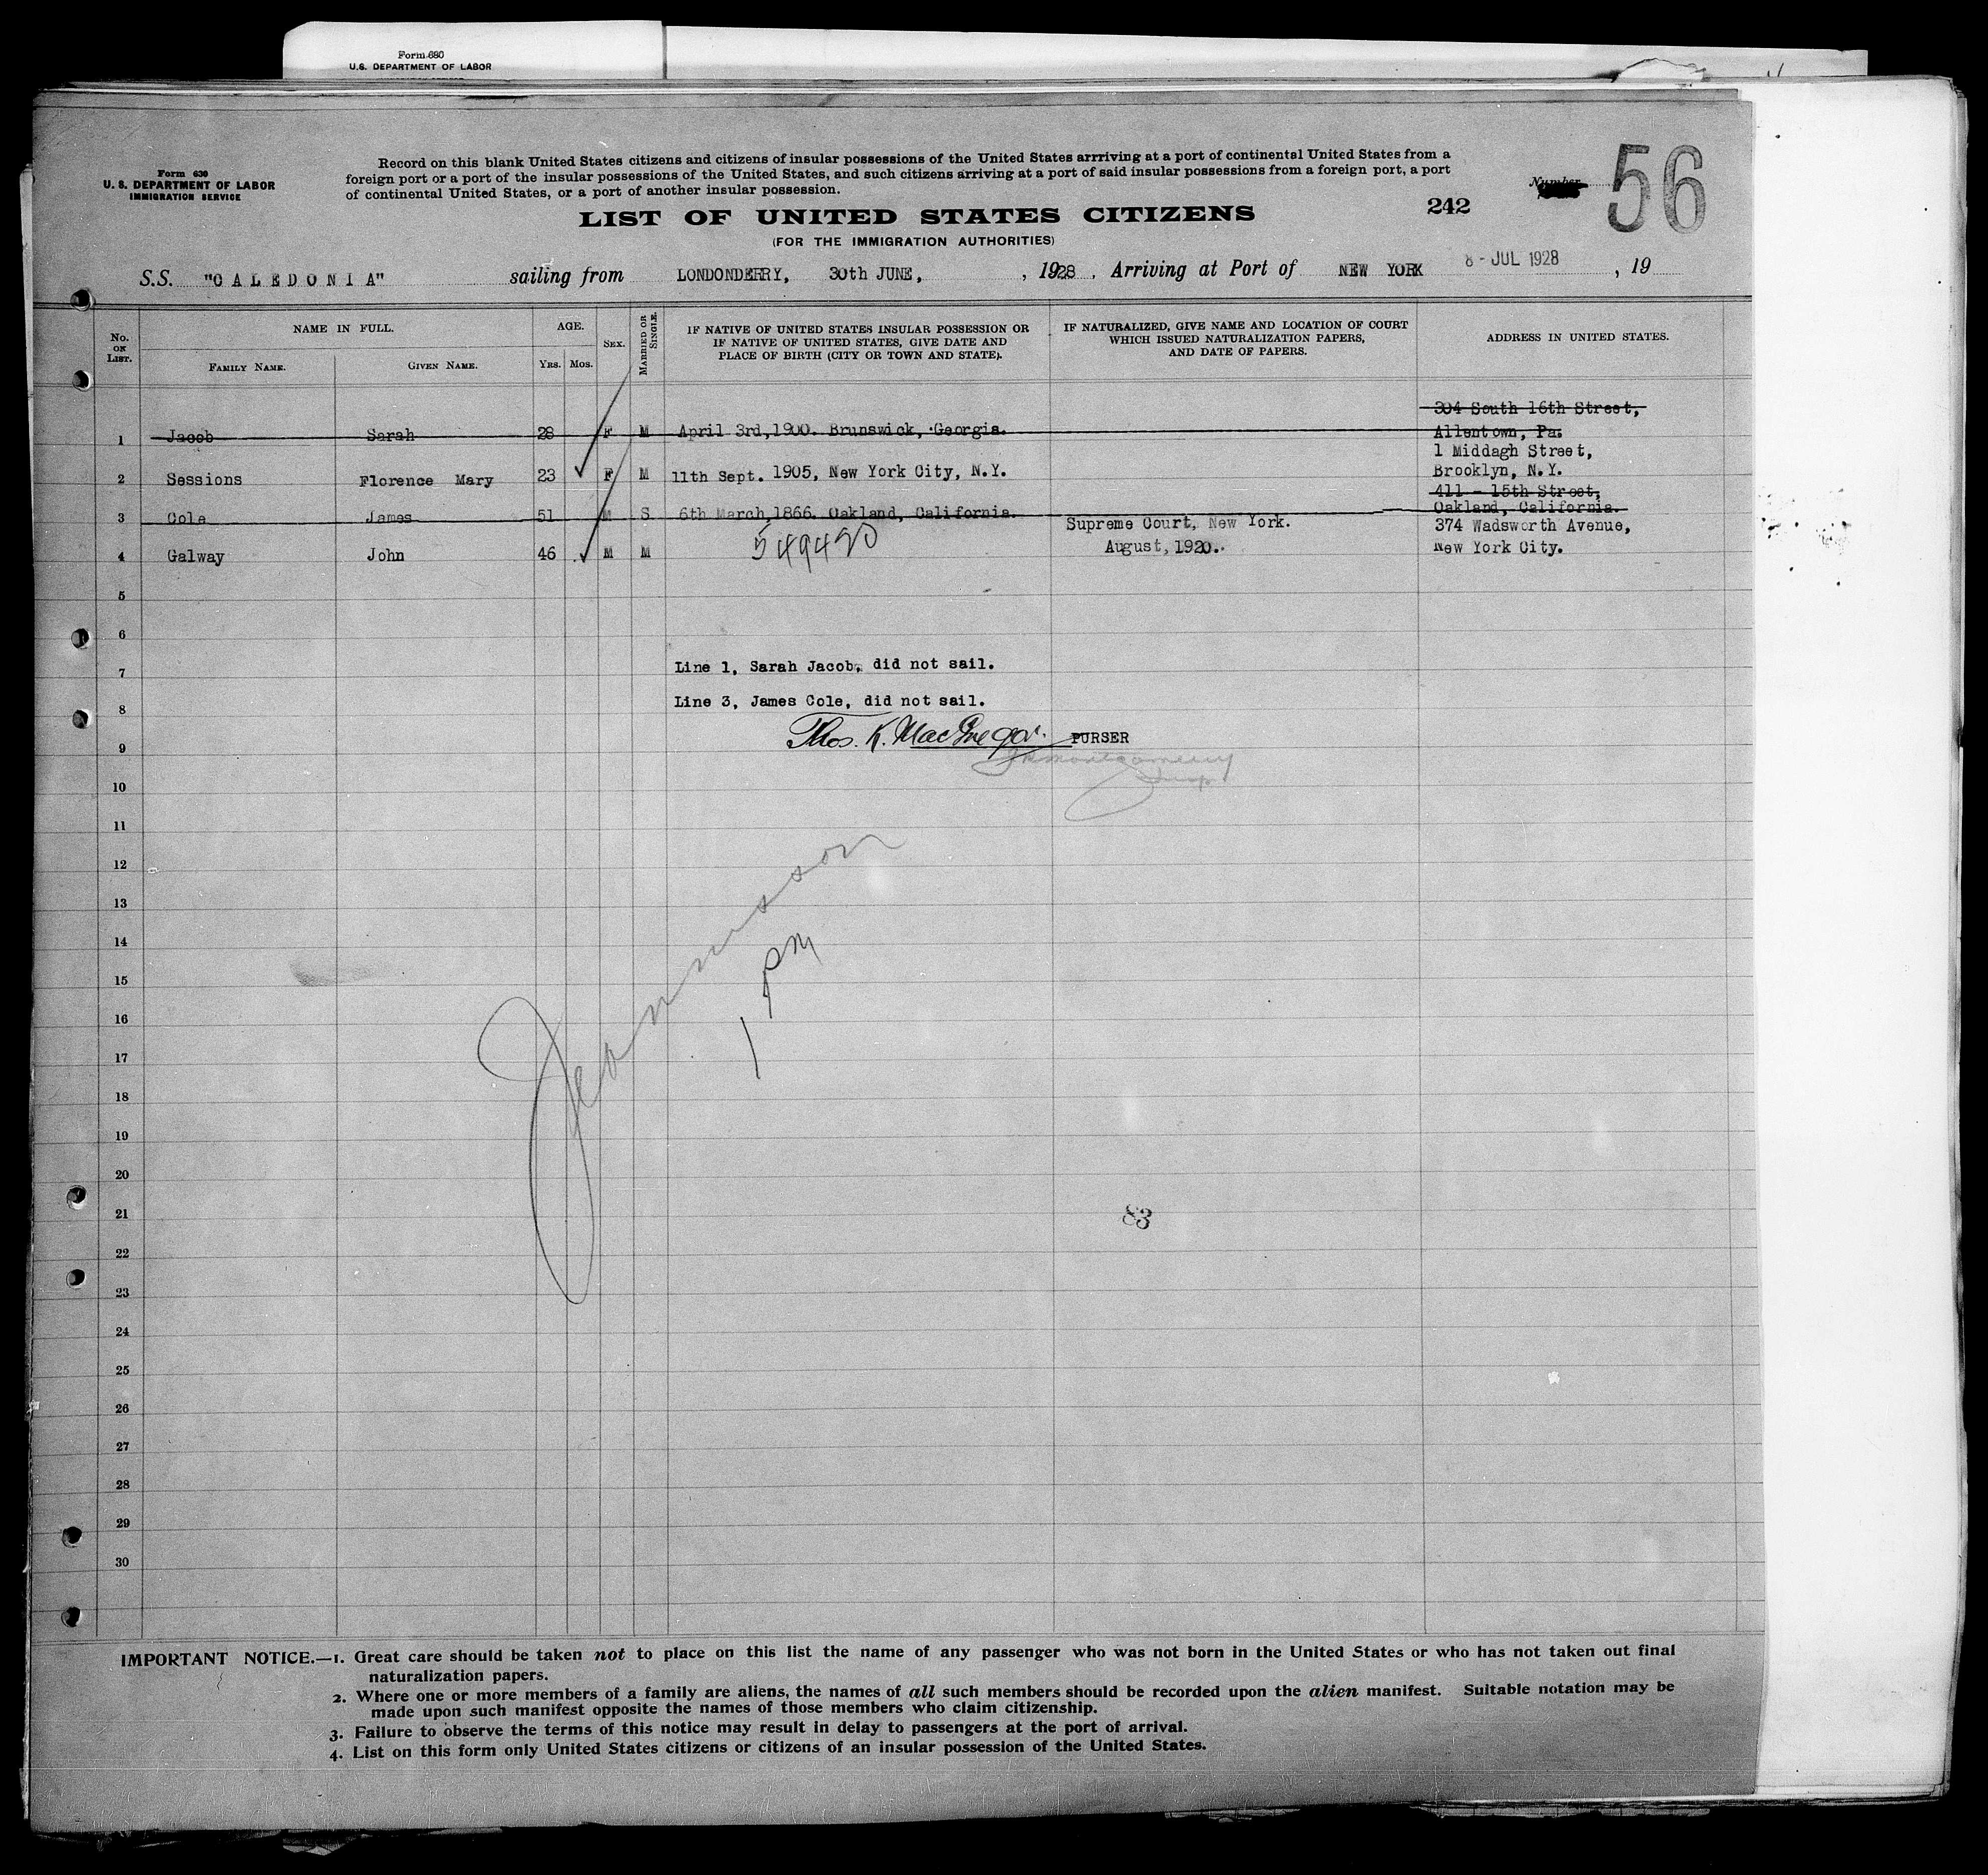 Form 680
U.S. DEPARTMENT OF LABOR
Form 630
U. S. DEPARTMENT OF LABOR
IMMIGRATION SERVICE
Record on this blank United States citizens and citizens of insular possessions of the United States arrriving at a port of continental United States from a
foreign port or a port of the insular possessions of the United States, and such citizens arriving at a port of said insular possessions from a foreign port, a port
of continental United States, or a port of another insular possession.
Number
56
242
LIST OF UNITED STATES CITIZENS
(FOR THE IMMIGRATION AUTHORITIES)
S.S. "CALEDONIA" sailing from LONDONDERRY, 30th JUNE, , 1928 . Arriving at Port of NEW YORK 8 - JUL 1928 , 19
No. ON LIST.
NAME IN FULL.
FAMILY NAME. GIVEN NAME.
AGE.
YRS. MOS.
SEX.
MARRIED OR SINGLE.
IF NATIVE OF UNITED STATES INSULAR POSSESSION OR
IF NATIVE OF UNITED STATES, GIVE DATE AND
PLACE OF BIRTH (CITY OR TOWN AND STATE).
IF NATURALIZED, GIVE NAME AND LOCATION OF COURT
WHICH ISSUED NATURALIZATION PAPERS,
AND DATE OF PAPERS.
ADDRESS IN UNITED STATES.
304 South 16th Street,
1 Jacob Sarah 28 F M April 3rd, 1900. Brunswick, Georgia. Allentown, Pa.
1 Middagh Street,
2 Sessions Florence Mary 23 F M 11th Sept. 1905, New York City, N.Y. Brooklyn, N.Y.
411 - 15th Street,
3 Cole James 51 M S 6th March 1866. Oakland, California. Oakland, California.
Supreme Court, New York. 374 Wadsworth Avenue,
4 Galway John 46 M M 549420 August, 1920. New York City.
5
6
7 Line 1, Sarah Jacob, did not sail.
8 Line 3, James Cole, did not sail.
9 Thos. K. MacGregor. PURSER
10
11
12
13
14
15
1 PM
16
17
18
19
20
21 83
22
23
24
25
26
27
28
29
30
IMPORTANT NOTICE.—1. Great care should be taken not to place on this list the name of any passenger who was not born in the United States or who has not taken out final
naturalization papers.
2. Where one or more members of a family are aliens, the names of all such members should be recorded upon the alien manifest. Suitable notation may be
made upon such manifest opposite the names of those members who claim citizenship.
3. Failure to observe the terms of this notice may result in delay to passengers at the port of arrival.
4. List on this form only United States citizens or citizens of an insular possession of the United States.